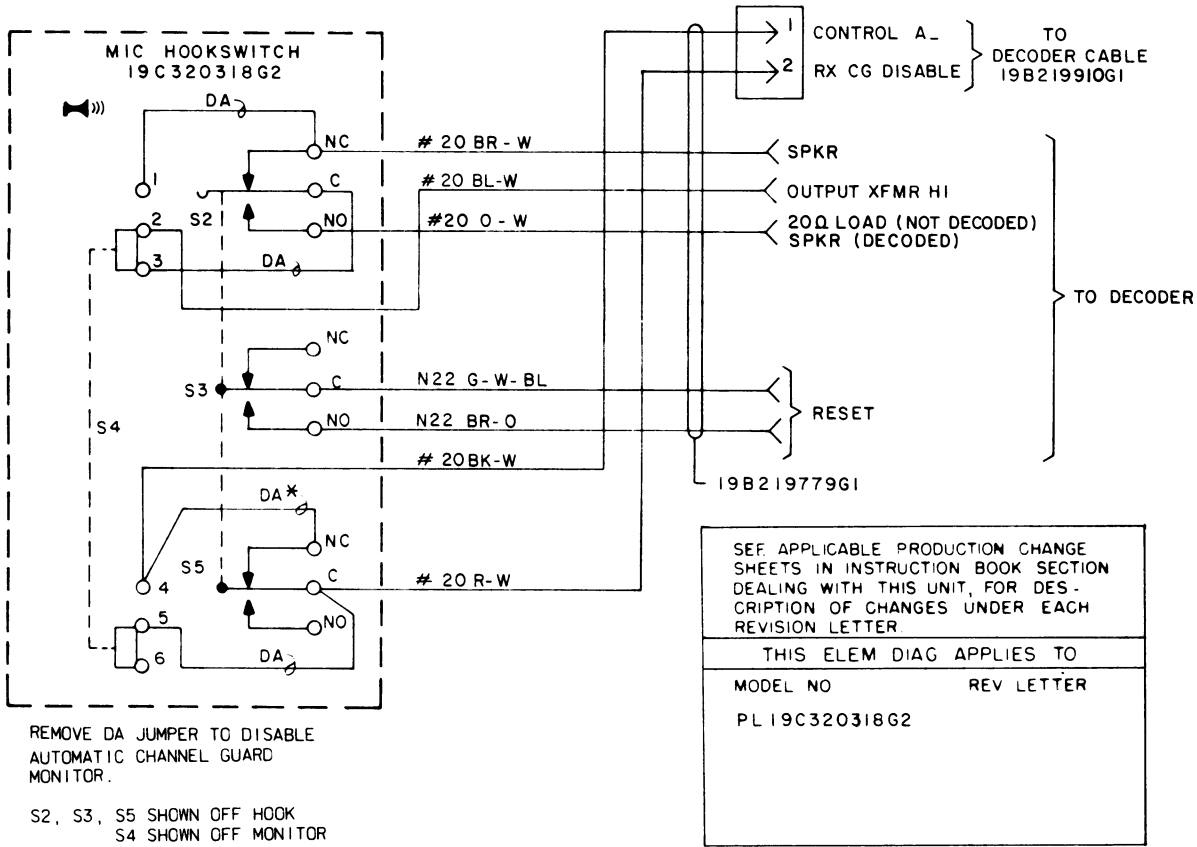 MIC HOOKSWITCH
19C320318G2
DA
NC
1
C
S2
2
NO
3
DA
# 20 BR - W
# 20 BL-W
#20 O - W
1 CONTROL A_
2 RX CG DISABLE
TO
DECODER CABLE
19B219910G1
SPKR
OUTPUT XFMR HI
20Ω LOAD (NOT DECODED)
SPKR (DECODED)
TO DECODER
NC
S3
C
NO
N22 G-W-BL
N22 BR-O
RESET
S4
# 20BK-W
19B219779G1
DA *
NC
S5
C
4
# 20 R-W
NO
5
6
DA
REMOVE DA JUMPER TO DISABLE
AUTOMATIC CHANNEL GUARD
MONITOR.
S2, S3, S5 SHOWN OFF HOOK
S4 SHOWN OFF MONITOR
SEE APPLICABLE PRODUCTION CHANGE
SHEETS IN INSTRUCTION BOOK SECTION
DEALING WITH THIS UNIT, FOR DES-
CRIPTION OF CHANGES UNDER EACH
REVISION LETTER.
THIS ELEM DIAG APPLIES TO
MODEL NO REV LETTER
PL19C320318G2